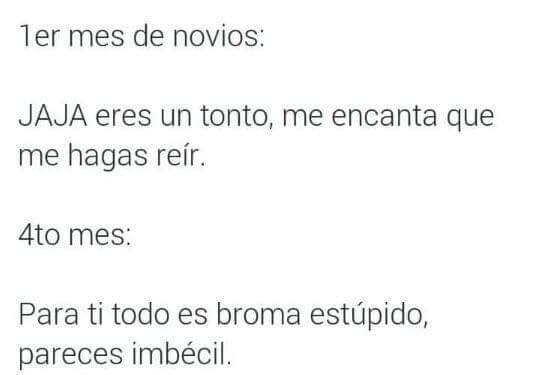 1er mes de novios:
JAJA eres un tonto, me encanta que
me hagas reír.
4to mes:
Para ti todo es broma estúpido,
pareces imbécil.